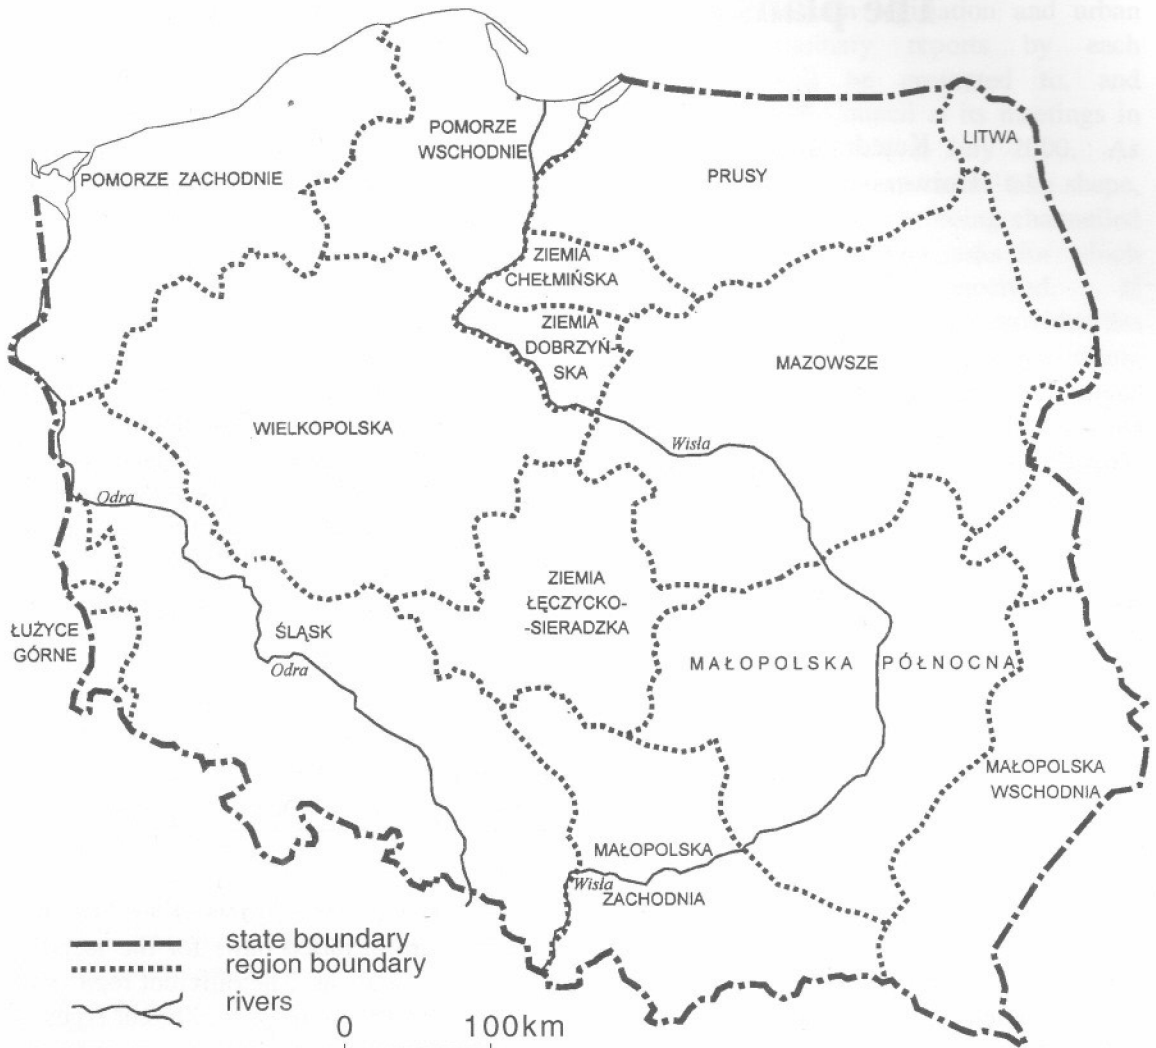 POMORZE
WSCHODNIE
LITWA
POMORZE ZACHODNIE
PRUSY
ZIEMIA
CHEŁMIŃSKA
ZIEMIA
DOBRZYŃ-
SKA
MAZOWSZE
WIELKOPOLSKA
Wisła
Odra
ZIEMIA
ŁĘCZYCKO-
-SIERADZKA
ŁUŻYCE
GÓRNE
ŚLĄSK
Odra
MAŁOPOLSKA PÓŁNOCNA
MAŁOPOLSKA
WSCHODNIA
MAŁOPOLSKA
Wisła
ZACHODNIA
state boundary
region boundary
rivers
0 100km